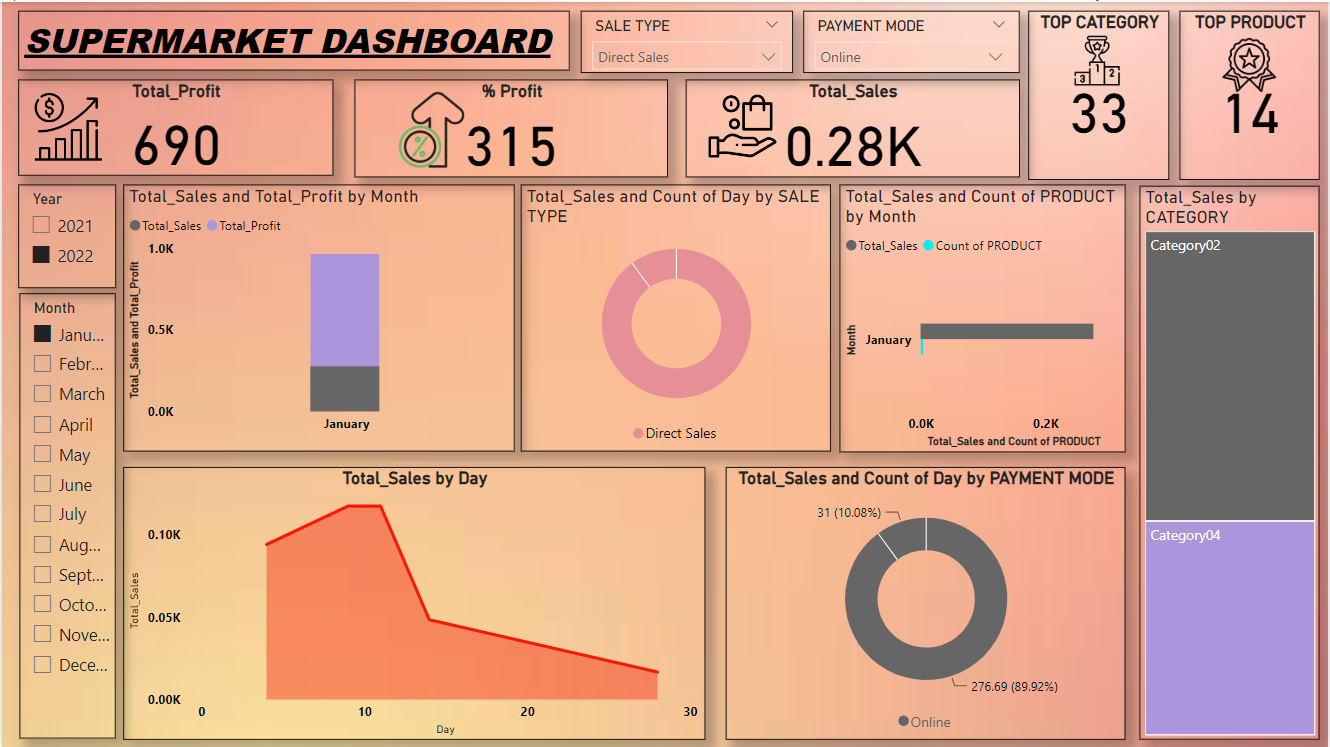 SUPERMARKET DASHBOARD
SALE TYPE
Direct Sales
PAYMENT MODE
Online
TOP CATEGORY
1
3 2
33
TOP PRODUCT
14
Total_Profit
$
690
% Profit
%
315
Total_Sales
0.28K
Year
2021
2022
Month
Janu...
Febr...
March
April
May
June
July
Aug...
Sept...
Octo...
Nove...
Dece...
Total_Sales and Total_Profit by Month
Total_Sales Total_Profit
1.0K
0.5K
0.0K
Total_Sales and Total_Profit
January
Total_Sales and Count of Day by SALE
TYPE
Direct Sales
Total_Sales and Count of PRODUCT
by Month
Total_Sales Count of PRODUCT
Month
January
0.0K 0.2K
Total_Sales and Count of PRODUCT
Total_Sales by
CATEGORY
Category02
Category04
Total_Sales by Day
0.10K
0.05K
0.00K
Total_Sales
0 10 20 30
Day
Total_Sales and Count of Day by PAYMENT MODE
31 (10.08%)
276.69 (89.92%)
Online